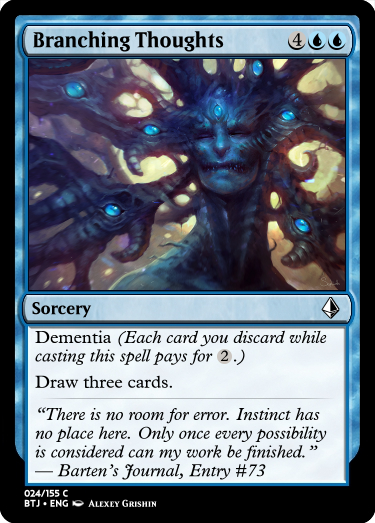 Branching Thoughts 4
Sorcery
Dementia (Each card you discard while
casting this spell pays for 2.)
Draw three cards.
“There is no room for error. Instinct has
no place here. Only once every possibility
is considered can my work be finished.”
— Barten's Journal, Entry #73
024/155 C
BTJ • ENG Alexey Grishin